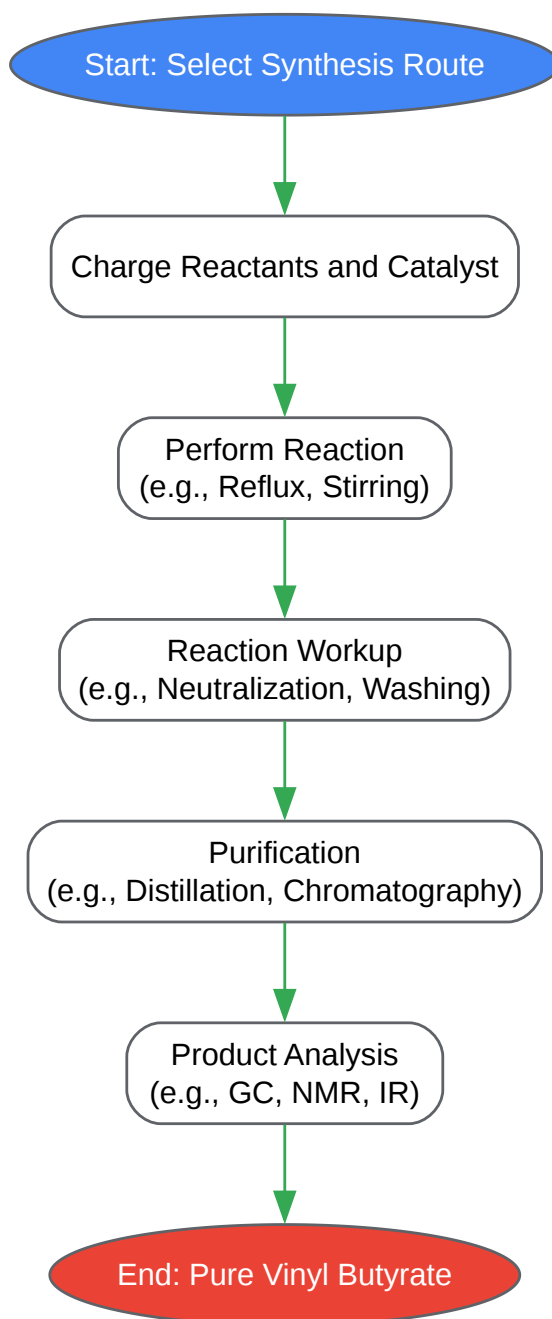 Start: Select Synthesis Route
Charge Reactants and Catalyst
Perform Reaction
(e.g., Reflux, Stirring)
Reaction Workup
(e.g., Neutralization, Washing)
Purification
(e.g., Distillation, Chromatography)
Product Analysis
(e.g., GC, NMR, IR)
End: Pure Vinyl Butyrate